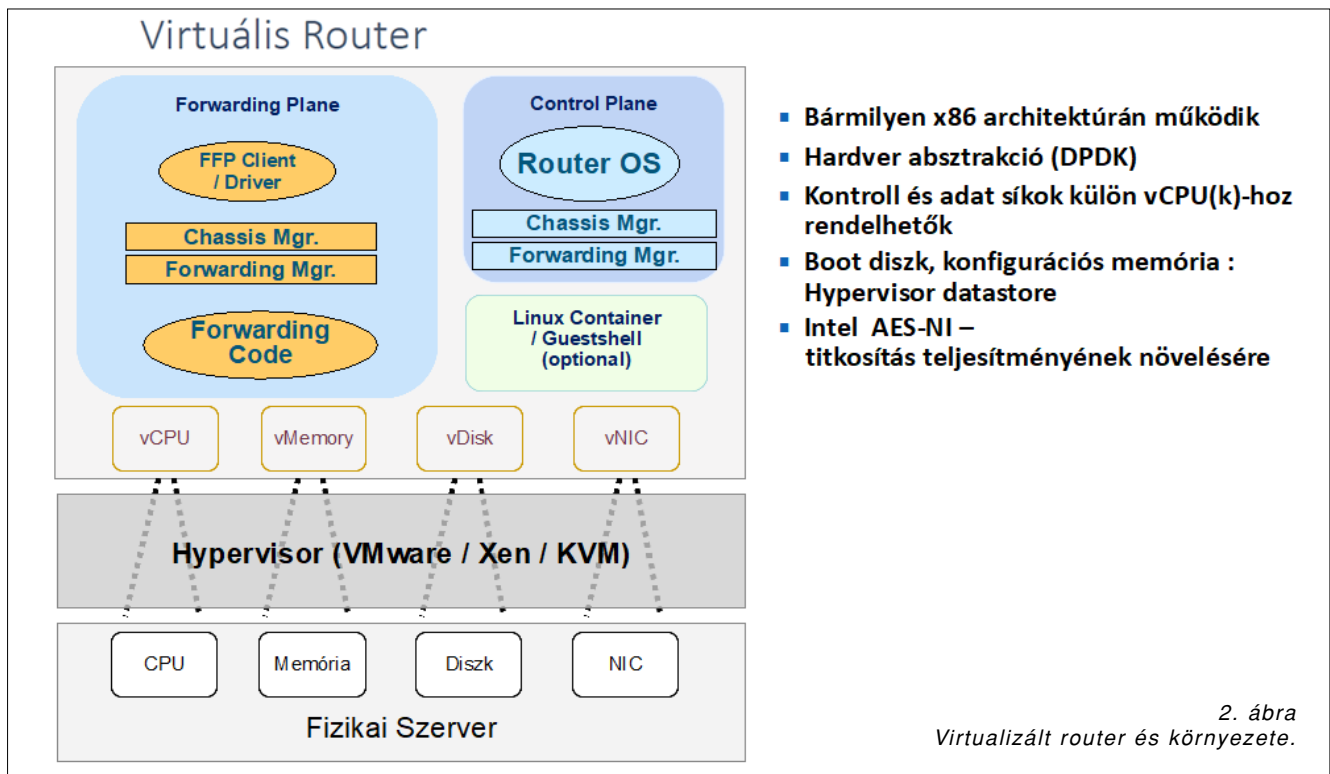 Virtuális Router
Forwarding Plane
FFP Client
/ Driver
Chassis Mgr.
Forwarding Mgr.
Forwarding
Code
Control Plane
Router OS
Chassis Mgr.
Forwarding Mgr.
Linux Container
/ Guestshell
(optional)
vCPU
vMemory
vDisk
vNIC
Hypervisor (VMware / Xen / KVM)
CPU
Memória
Diszk
NIC
Fizikai Szerver
▪ Bármilyen x86 architektúrán működik
▪ Hardver absztrakció (DPDK)
▪ Kontroll és adat síkok külön vCPU(k)-hoz
rendelhetők
▪ Boot diszk, konfigurációs memória :
Hypervisor datastore
▪ Intel AES-NI –
titkosítás teljesítményének növelésére
2. ábra
Virtualizált router és környezete.